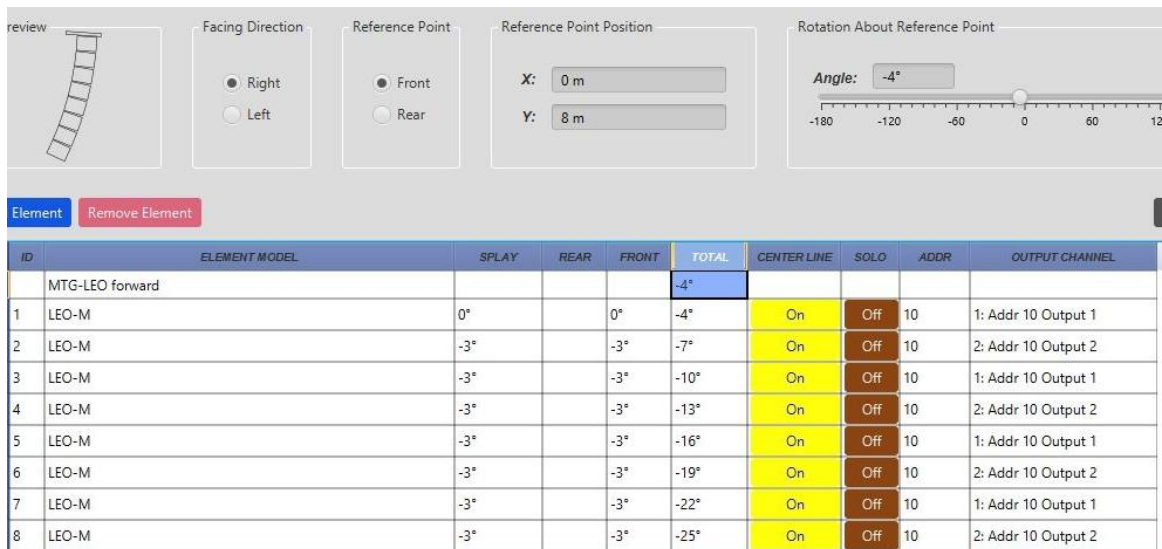 review Facing Direction Reference Point Reference Point Position Rotation About Reference Point
Right Front X: 0 m Angle: -4°
Left Rear Y: 8 m
-180 -120 -60 0 60 12
Element Remove Element
ID ELEMENT MODEL SPLAY REAR FRONT TOTAL CENTER LINE SOLO ADDR OUTPUT CHANNEL
MTG-LEO forward -4°
1 LEO-M 0° 0° -4° On Off 10 1: Addr 10 Output 1
2 LEO-M -3° -3° -7° On Off 10 2: Addr 10 Output 2
3 LEO-M -3° -3° -10° On Off 10 1: Addr 10 Output 1
4 LEO-M -3° -3° -13° On Off 10 2: Addr 10 Output 2
5 LEO-M -3° -3° -16° On Off 10 1: Addr 10 Output 1
6 LEO-M -3° -3° -19° On Off 10 2: Addr 10 Output 2
7 LEO-M -3° -3° -22° On Off 10 1: Addr 10 Output 1
8 LEO-M -3° -3° -25° On Off 10 2: Addr 10 Output 2